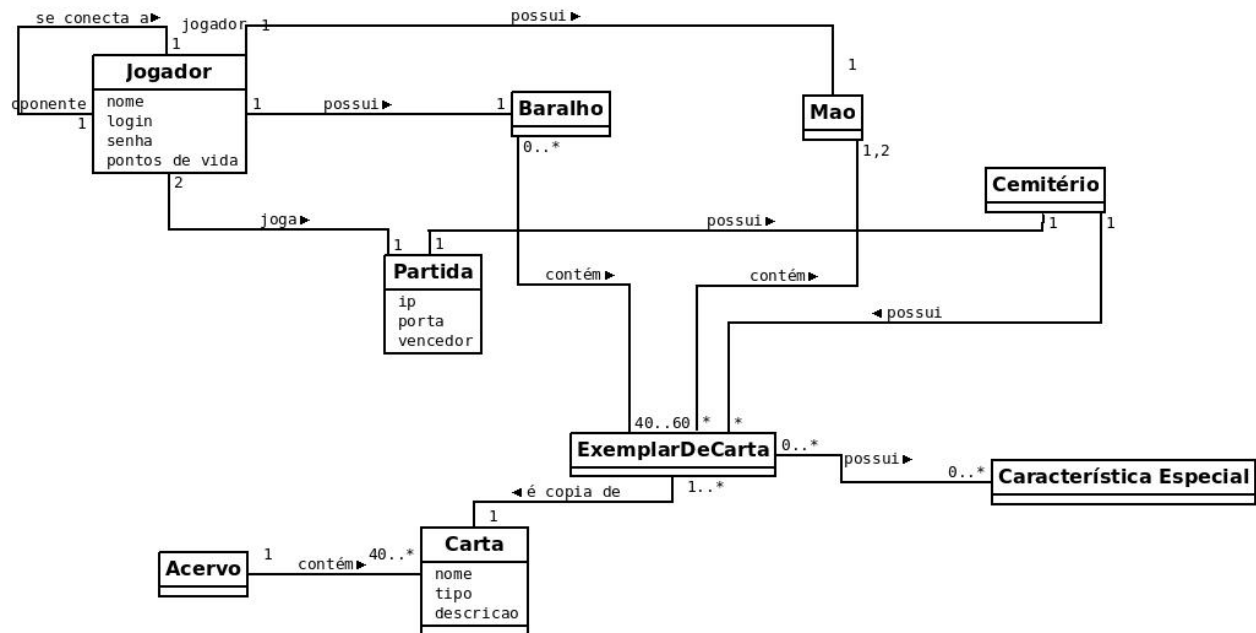 se conecta a►
jogador 1
possui►
1
Jogador
nome
login
senha
pontos de vida
oponente
1
1
possui►
1
Baralho
0..*
1
Mao
1,2
Cemitério
1
1
2
joga►
1
1
possui►
Partida
ip
porta
vencedor
contém►
contém►
◄possui
40..60
*
*
ExemplarDeCarta
0..*
possui►
0..*
Característica Especial
1..*
◄é copia de
1
Carta
nome
tipo
descricao
Acervo
1
contém►
40..*